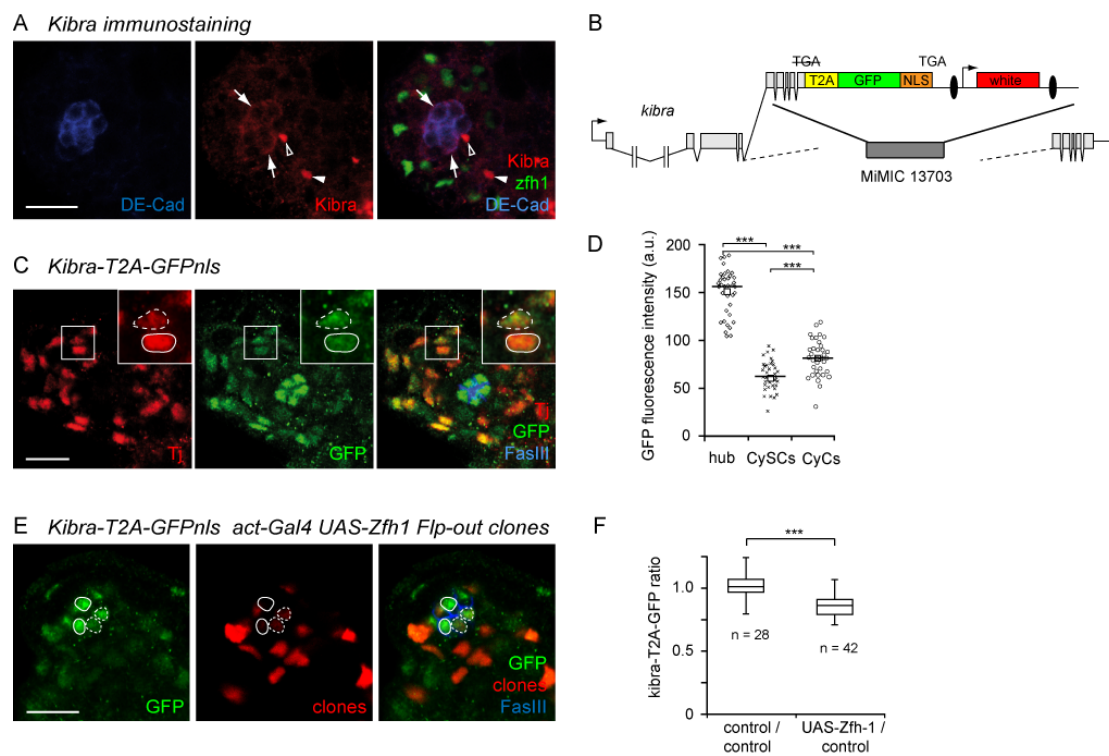 A Kibra immunostaining
DE-Cad
Kibra
Kibra
zfh1
DE-Cad
B
TGA
TGA
T2A GFP NLS white
kibra
MiMIC 13703
C Kibra-T2A-GFPnls
Tj
GFP
Tj
GFP
FasIII
D
GFP fluorescence intensity (a.u.)
200
150
100
50
0
*** *** ***
hub CySCs CyCs
E Kibra-T2A-GFPnls act-Gal4 UAS-Zfh1 Flp-out clones
GFP
clones
GFP
clones
FasIII
F
kibra-T2A-GFP ratio
1.0
0.5
0
***
n = 28
n = 42
control / control
UAS-Zfh-1 / control